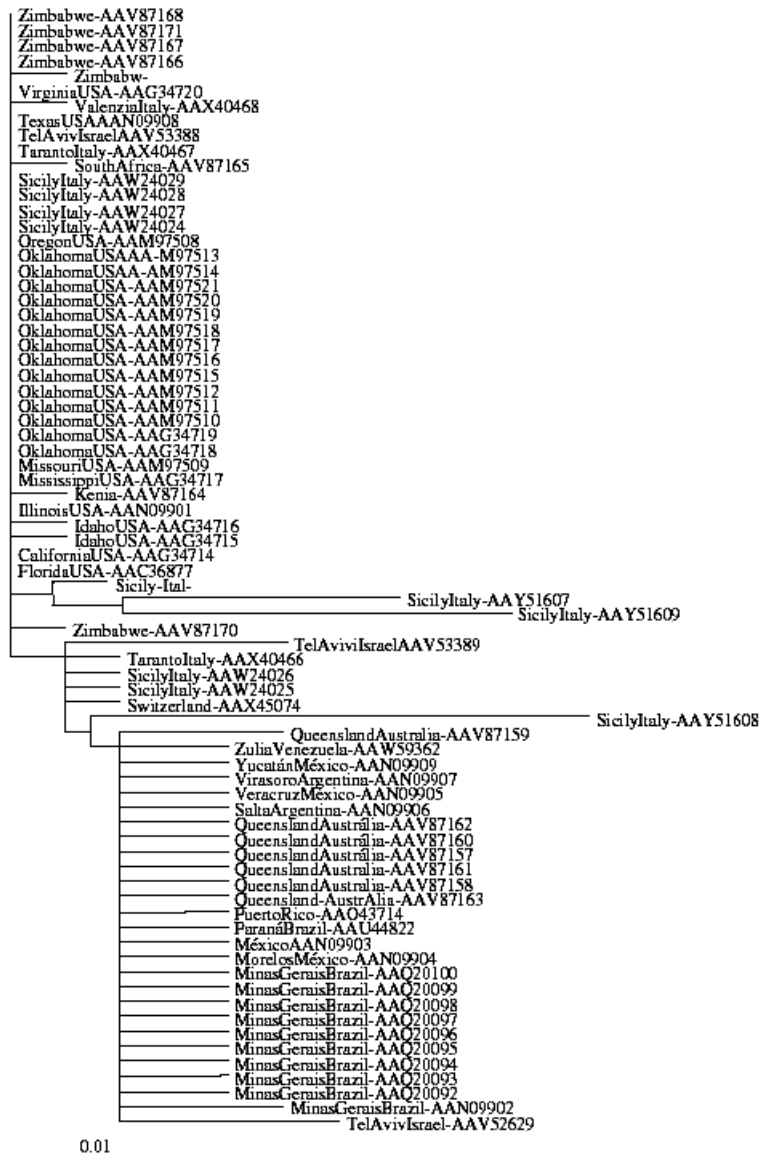 Zimbabwe-AAV87168
Zimbabwe-AAV87171
Zimbabwe-AAV87167
Zimbabwe-AAV87166
Zimbabw-
VirginiaUSA-AAG34720
ValenziaItaly-AAX40468
TexasUSAAAN09908
TelAvivIsraelAAV53388
TarantoItaly-AAX40467
SouthAfrica-AAV87165
SicilyItaly-AAW24029
SicilyItaly-AAW24028
SicilyItaly-AAW24027
SicilyItaly-AAW24024
OregonUSA-AAM97508
OklahomaUSAAA-M97513
OklahomaUSAA-AM97514
OklahomaUSA-AAM97521
OklahomaUSA-AAM97520
OklahomaUSA-AAM97519
OklahomaUSA-AAM97518
OklahomaUSA-AAM97517
OklahomaUSA-AAM97516
OklahomaUSA-AAM97515
OklahomaUSA-AAM97512
OklahomaUSA-AAM97511
OklahomaUSA-AAM97510
OklahomaUSA-AAG34719
OklahomaUSA-AAG34718
MissouriUSA-AAM97509
MississippiUSA-AAG34717
Kenia-AAV87164
IllinoisUSA-AAN09901
IdahoUSA-AAG34716
IdahoUSA-AAG34715
CaliforniaUSA-AAG34714
FloridaUSA-AAC36877
Sicily-Ital-
SicilyItaly-AAY51607
SicilyItaly-AAY51609
Zimbabwe-AAV87170
TelAviviIsraelAAV53389
TarantoItaly-AAX40466
SicilyItaly-AAW24026
SicilyItaly-AAW24025
Switzerland-AAX45074
SicilyItaly-AAY51608
QueenslandAustralia-AAV87159
ZuliaVenezuela-AAW59362
YucatánMéxico-AAN09909
VirasoroArgentina-AAN09907
VeracruzMéxico-AAN09905
SaltaArgentina-AAN09906
QueenslandAustrália-AAV87162
QueenslandAustrália-AAV87160
QueenslandAustralia-AAV87157
QueenslandAustralia-AAV87161
QueenslandAustralia-AAV87158
Queensland-AustrAlia-AAV87163
PuertoRico-AAO43714
ParanáBrazil-AAU44822
MéxicoAAN09903
MorelosMéxico-AAN09904
MinasGeraisBrazil-AAQ20100
MinasGeraisBrazil-AAQ20099
MinasGeraisBrazil-AAQ20098
MinasGeraisBrazil-AAQ20097
MinasGeraisBrazil-AAQ20096
MinasGeraisBrazil-AAQ20095
MinasGeraisBrazil-AAQ20094
MinasGeraisBrazil-AAQ20093
MinasGeraisBrazil-AAQ20092
MinasGeraisBrazil-AAN09902
TelAvivIsrael-AAV52629
0.01